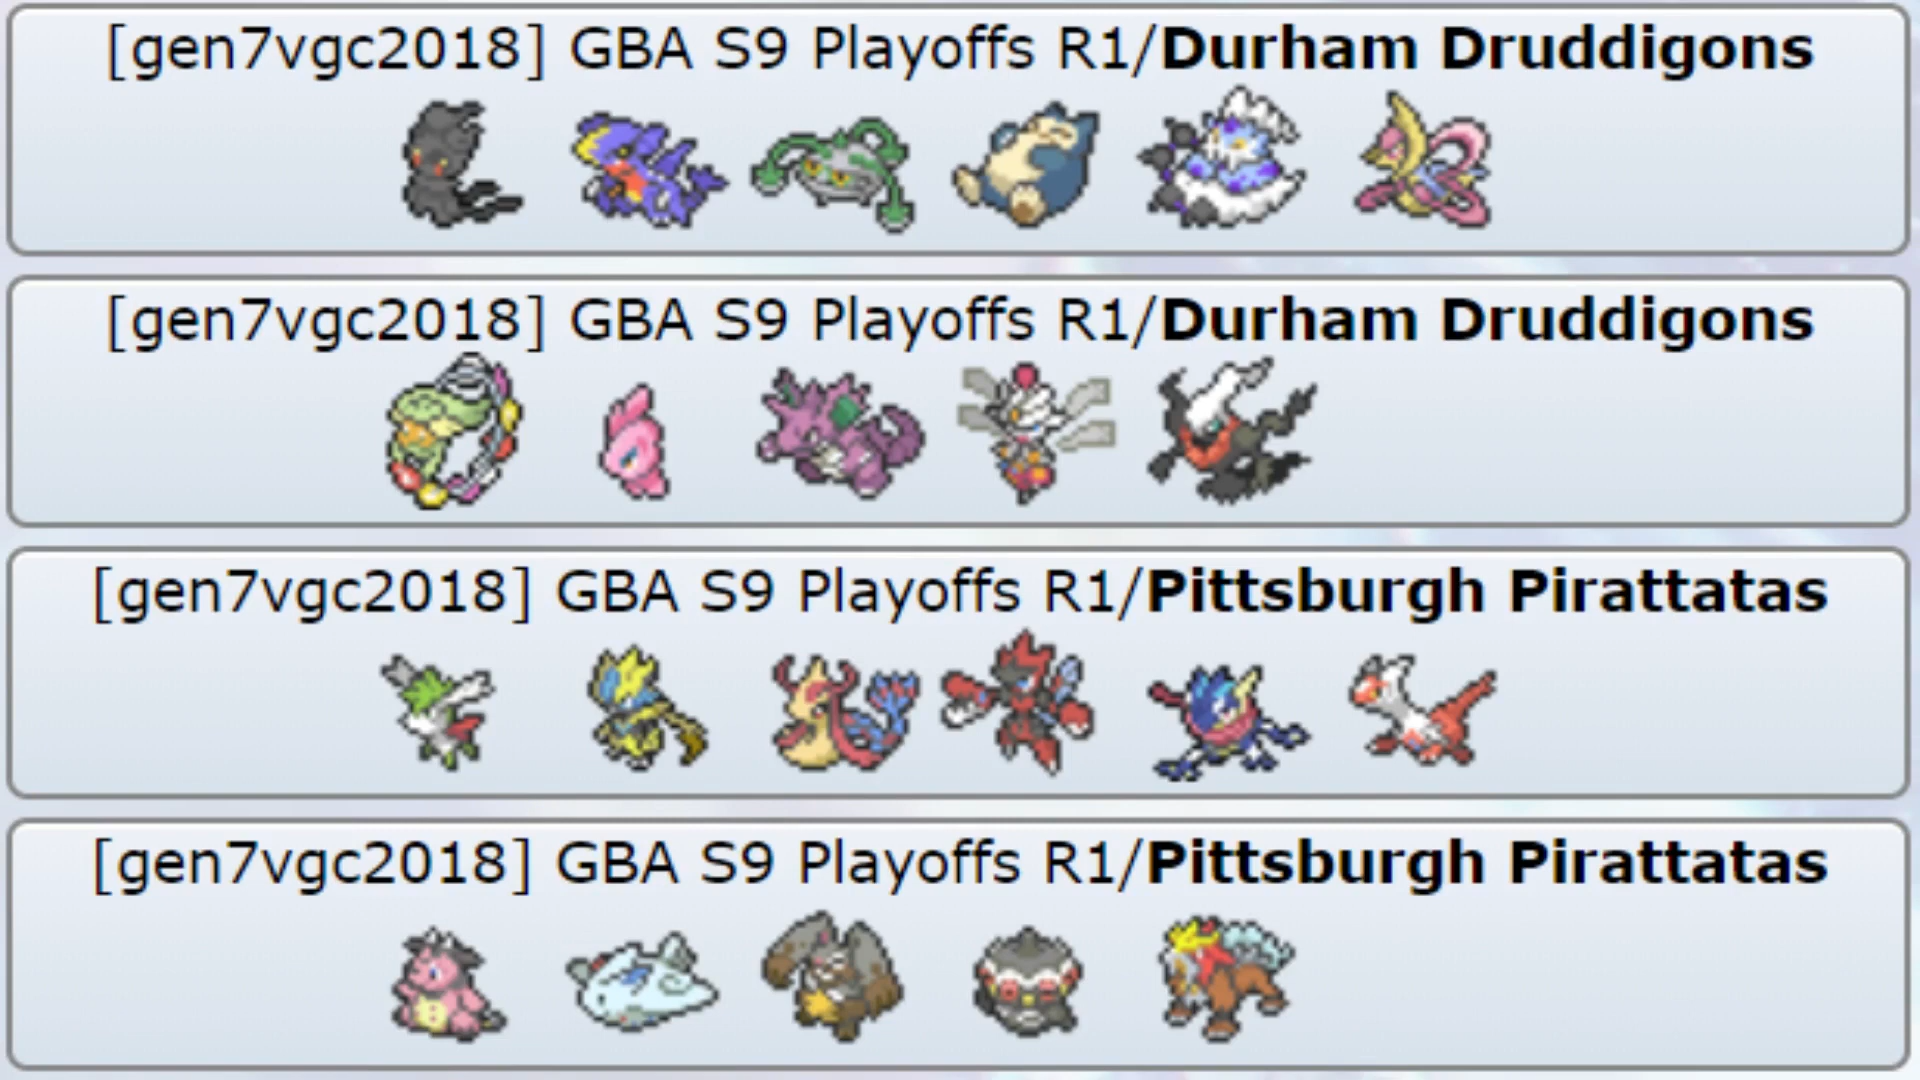 [gen7vgc2018] GBA S9 Playoffs R1/Durham Druddigons
[gen7vgc2018] GBA S9 Playoffs R1/Durham Druddigons
[gen7vgc2018] GBA S9 Playoffs R1/Pittsburgh Pirattatas
[gen7vgc2018] GBA S9 Playoffs R1/Pittsburgh Pirattatas